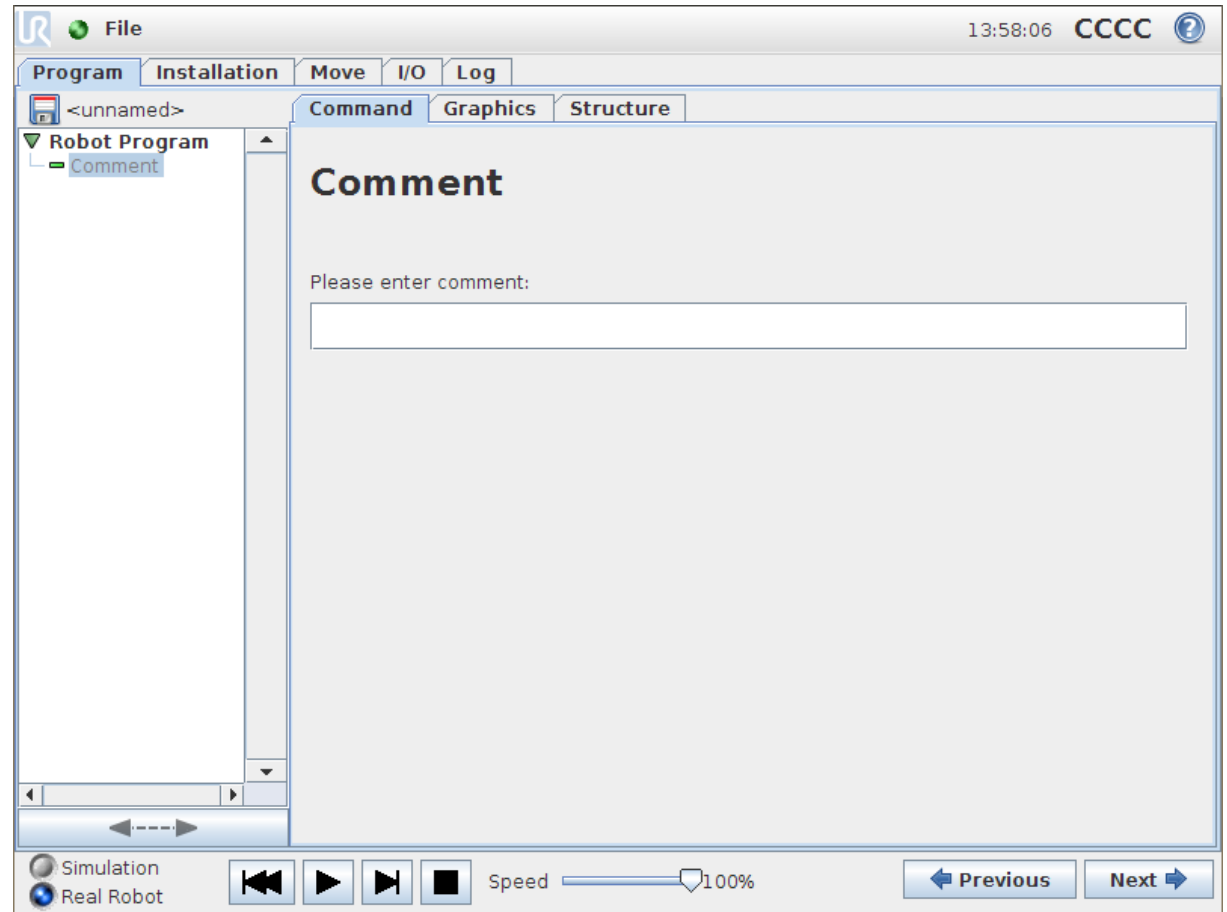 UR File 13:58:06 CCCC ?
Program Installation Move I/O Log
<unnamed> Command Graphics Structure
Robot Program
Comment
Comment
Please enter comment:
Simulation
Real Robot
Speed 100%
Previous Next